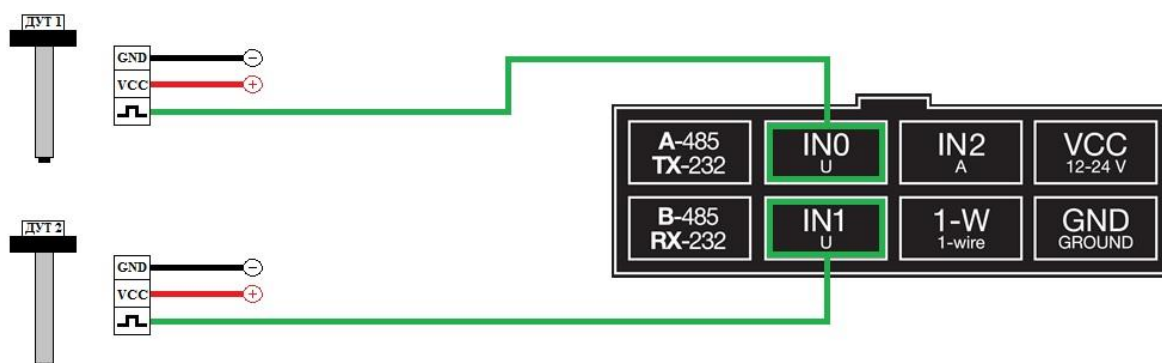 ДУТ 1
GND
VCC
ДУТ 2
GND
VCC
A-485
TX-232
IN0
U
IN2
A
VCC
12-24 V
B-485
RX-232
IN1
U
1-W
1-wire
GND
GROUND